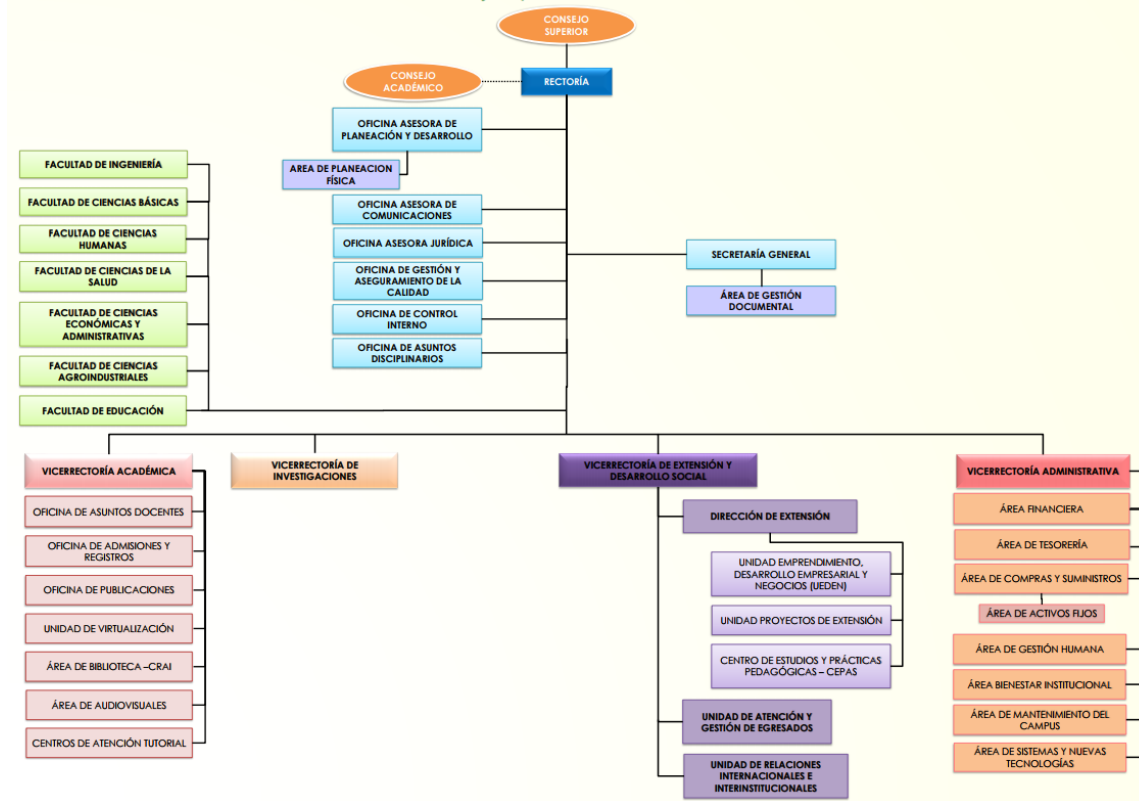 CONSEJO
SUPERIOR
CONSEJO
ACADÉMICO
RECTORÍA
OFICINA ASESORA DE
PLANEACIÓN Y DESARROLLO
AREA DE PLANEACION
FÍSICA
OFICINA ASESORA DE
COMUNICACIONES
OFICINA ASESORA JURÍDICA
OFICINA DE GESTIÓN Y
ASEGURAMIENTO DE LA
CALIDAD
OFICINA DE CONTROL
INTERNO
OFICINA DE ASUNTOS
DISCIPLINARIOS
SECRETARÍA GENERAL
ÁREA DE GESTIÓN
DOCUMENTAL
FACULTAD DE INGENIERÍA
FACULTAD DE CIENCIAS BÁSICAS
FACULTAD DE CIENCIAS
HUMANAS
FACULTAD DE CIENCIAS DE LA
SALUD
FACULTAD DE CIENCIAS
ECONÓMICAS Y
ADMINISTRATIVAS
FACULTAD DE CIENCIAS
AGROINDUSTRIALES
FACULTAD DE EDUCACIÓN
VICERRECTORÍA ACADÉMICA
OFICINA DE ASUNTOS DOCENTES
OFICINA DE ADMISIONES Y
REGISTROS
OFICINA DE PUBLICACIONES
UNIDAD DE VIRTUALIZACIÓN
ÁREA DE BIBLIOTECA –CRAI
ÁREA DE AUDIOVISUALES
CENTROS DE ATENCIÓN TUTORIAL
VICERRECTORÍA DE
INVESTIGACIONES
VICERRECTORÍA DE EXTENSIÓN Y
DESARROLLO SOCIAL
DIRECCIÓN DE EXTENSIÓN
UNIDAD EMPRENDIMIENTO,
DESARROLLO EMPRESARIAL Y
NEGOCIOS (UEDEN)
UNIDAD PROYECTOS DE EXTENSIÓN
CENTRO DE ESTUDIOS Y PRÁCTICAS
PEDAGÓGICAS – CEPAS
UNIDAD DE ATENCIÓN Y
GESTIÓN DE EGRESADOS
UNIDAD DE RELACIONES
INTERNACIONALES E
INTERINSTITUCIONALES
VICERRECTORÍA ADMINISTRATIVA
ÁREA FINANCIERA
ÁREA DE TESORERÍA
ÁREA DE COMPRAS Y SUMINISTROS
ÁREA DE ACTIVOS FIJOS
ÁREA DE GESTIÓN HUMANA
ÁREA BIENESTAR INSTITUCIONAL
ÁREA DE MANTENIMIENTO DEL
CAMPUS
ÁREA DE SISTEMAS Y NUEVAS
TECNOLOGÍAS